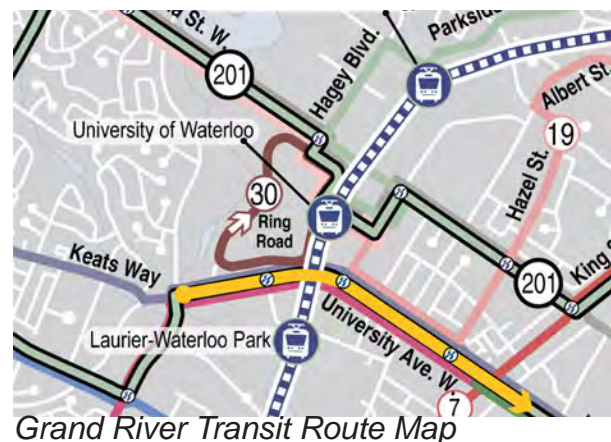 St. W
201
Hagey Blvd.
Parkside
Albert St.
19
University of Waterloo
Hazel St.
30
Ring
Road
Keats Way
201
King
Laurier-Waterloo Park
University Ave. W.
7
Grand River Transit Route Map